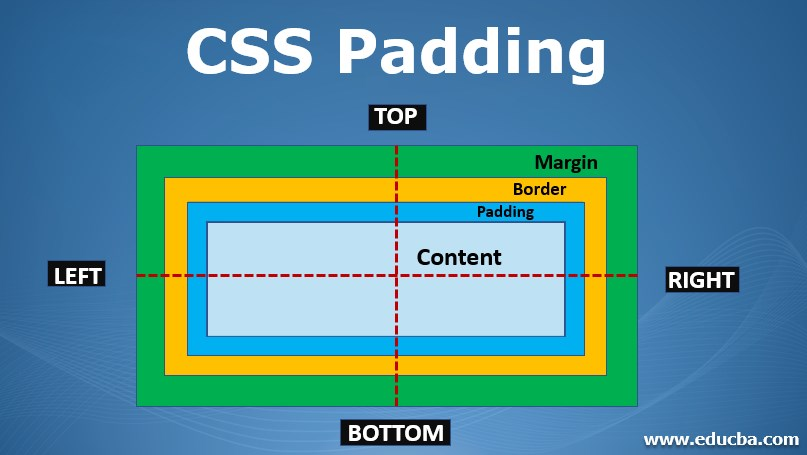 CSS Padding
TOP
Margin
Border
Padding
Content
LEFT
RIGHT
BOTTOM
www.educba.com